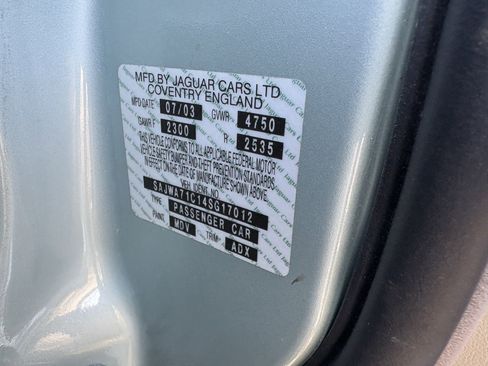 MFD BY JAGUAR CARS LTD
COVENTRY ENGLAND
MFG DATE 07/03 GVWR 4750
GAWR F 2300 R 2535
THIS VEHICLE CONFORMS TO ALL APPLICABLE FEDERAL MOTOR
VEHICLE SAFETY BUMPER AND THEFT PREVENTION STANDARDS
IN EFFECT ON THE DATE OF MANUFACTURE SHOWN ABOVE
VEH. IDENT. NO.
SAJWA71C14SG17012
TYPE PASSENGER CAR
PAINT MDV TRIM ADX